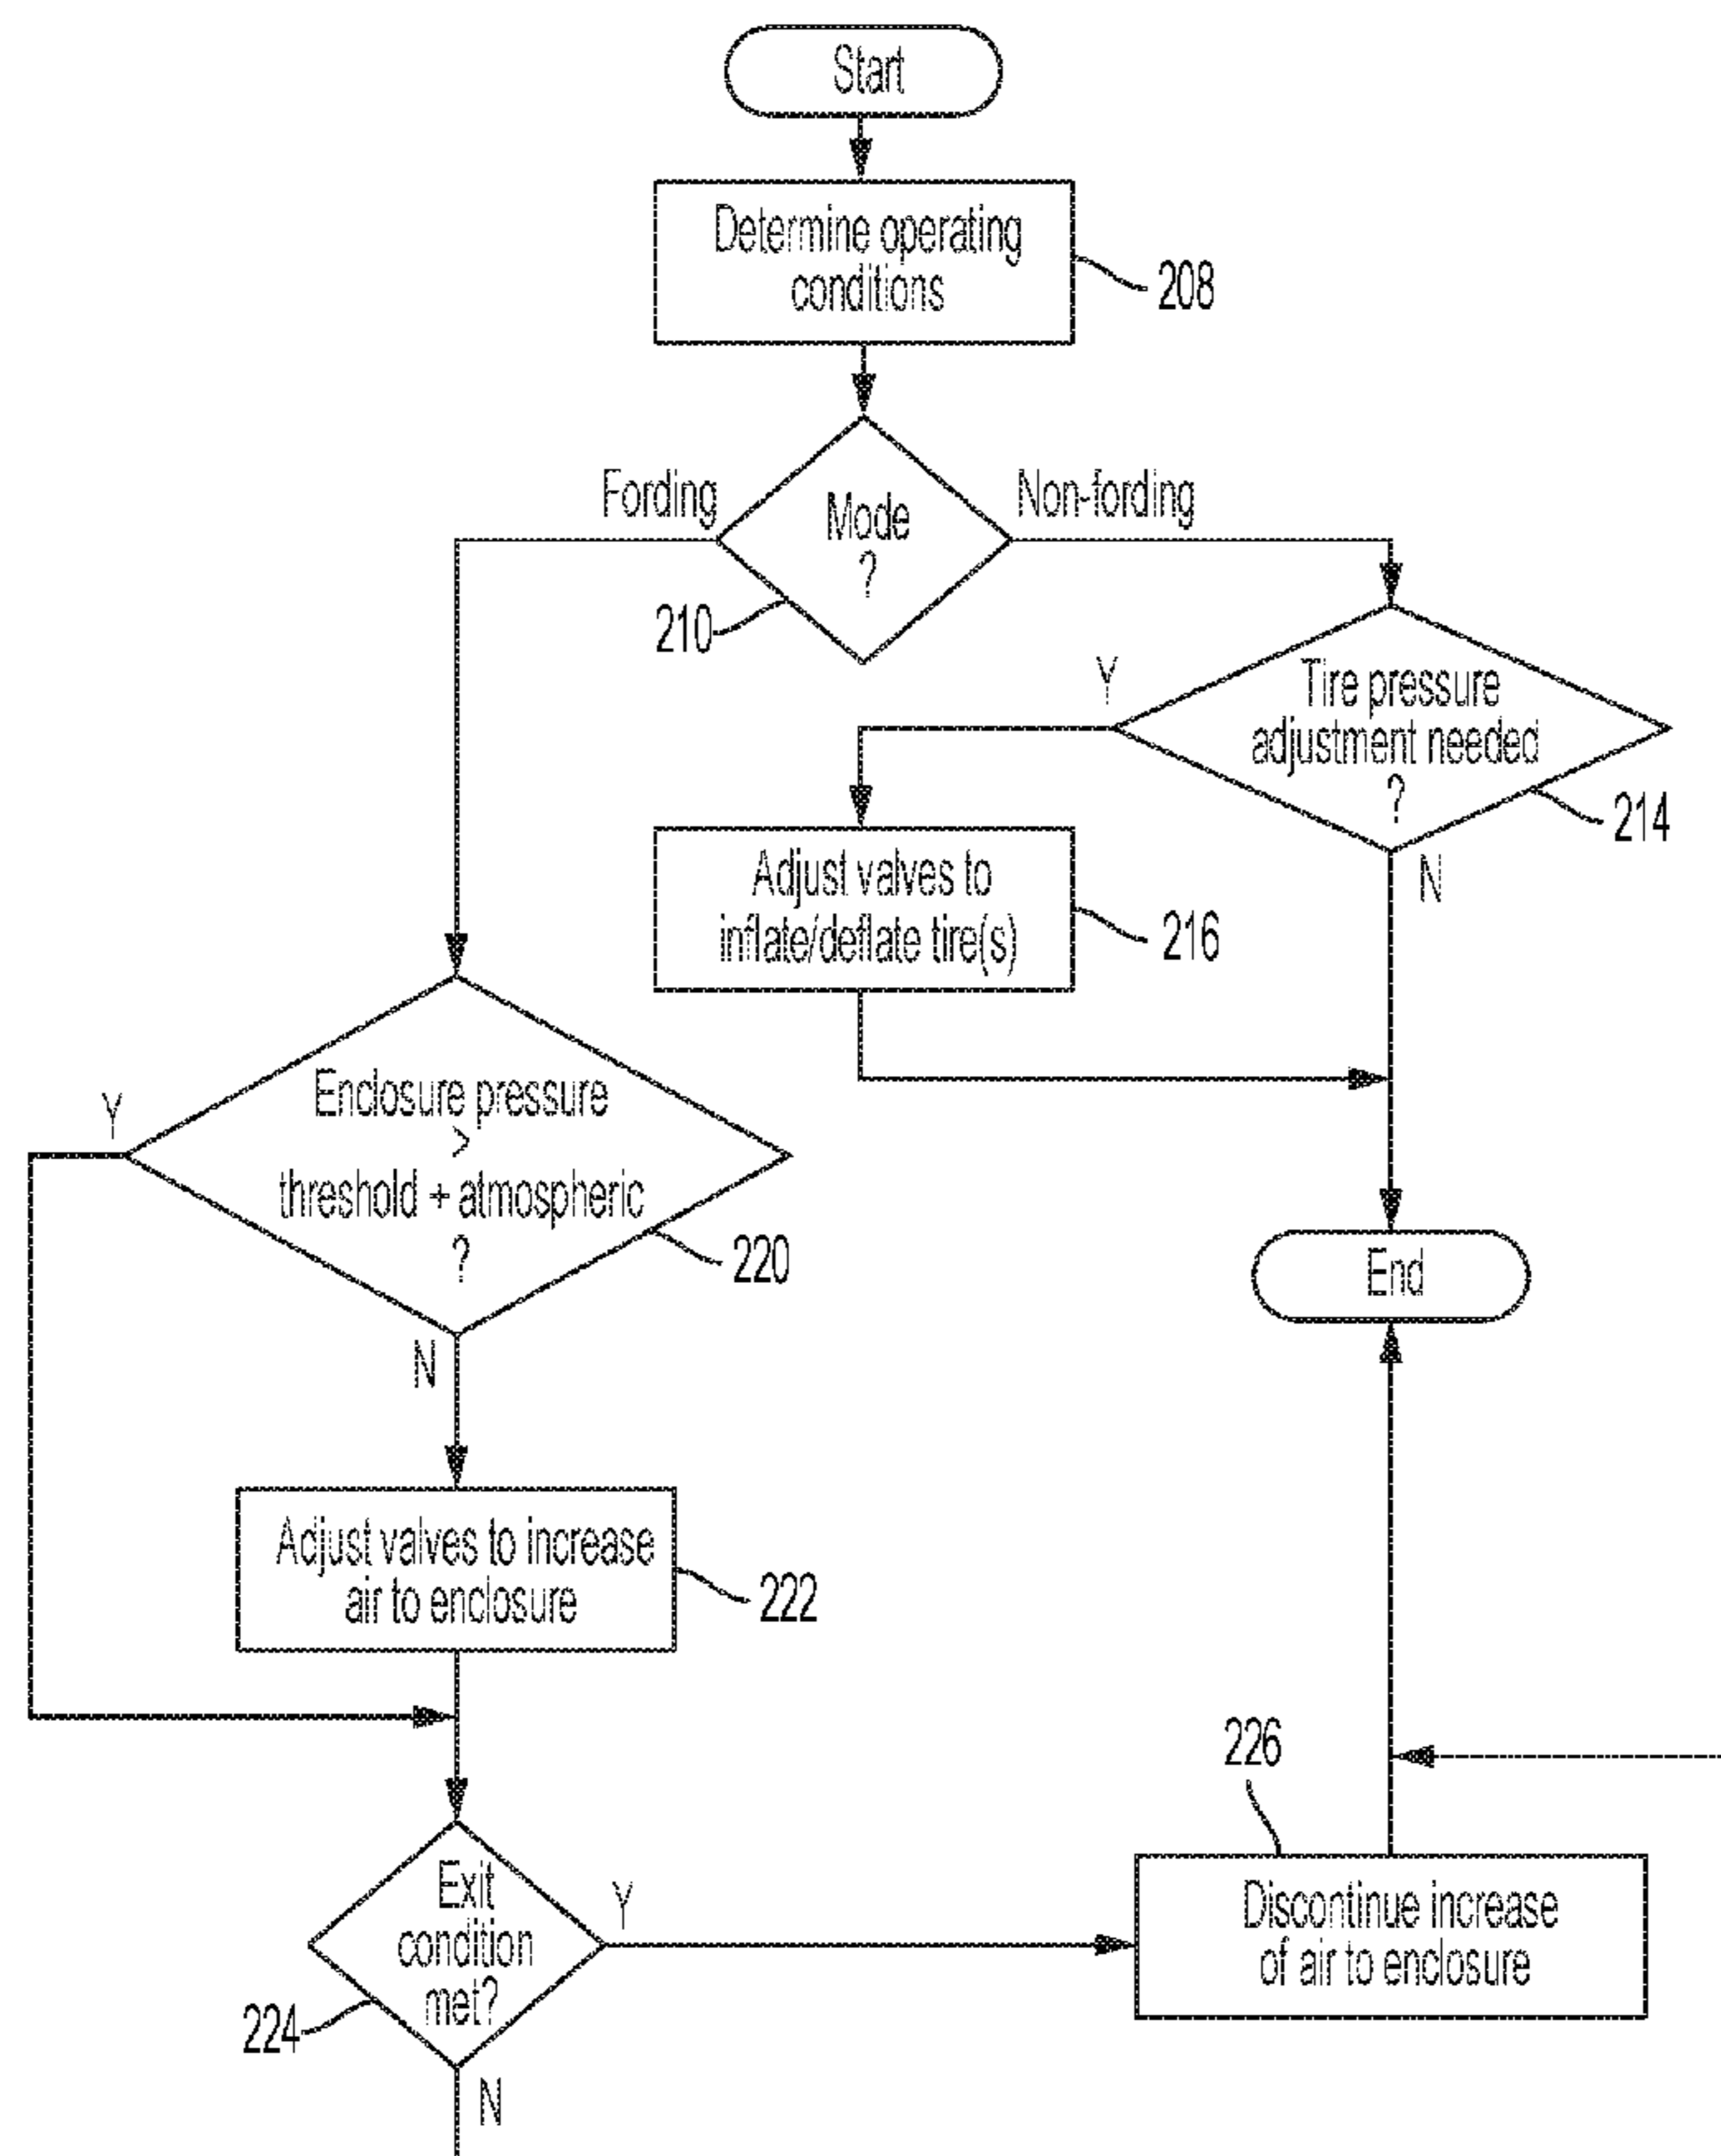 Start
Determine operating
conditions
208
Fording
Mode
?
Non-fording
210
Y
Tire pressure
adjustment needed
?
214
N
Adjust valves to
inflate/deflate tire(s)
216
Y
Enclosure pressure
>
threshold + atmospheric
?
220
End
N
Adjust valves to increase
air to enclosure
222
226
Exit
condition
met?
Y
Discontinue increase
of air to enclosure
224
N